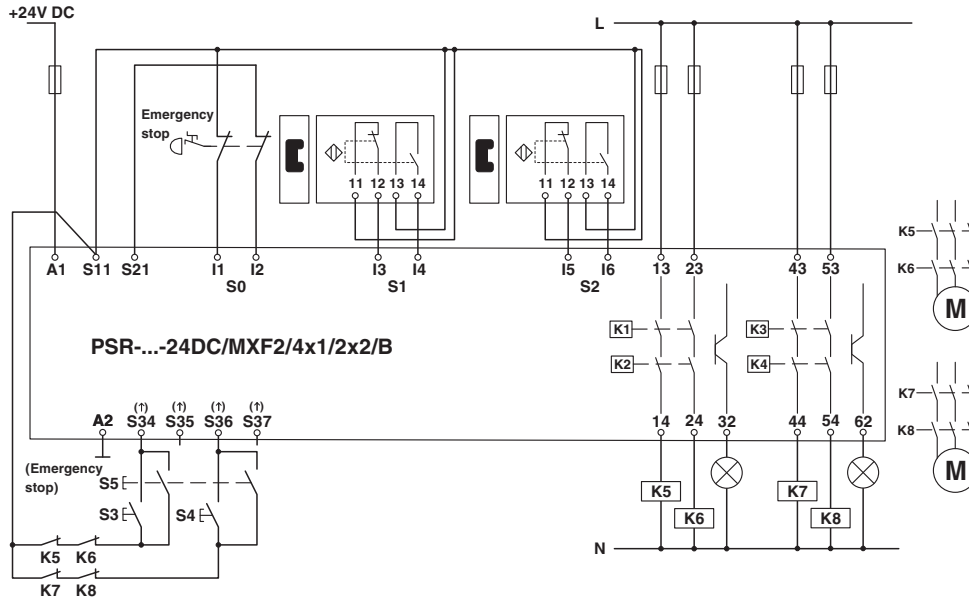 +24V DC
L
Emergency
stop
11 12 13 14
11 12 13 14
K5
K6
M
A1 S11 S21 I1 I2 I3 I4 I5 I6 13 23 43 53
S0 S1 S2
K1 K3
K2 K4
PSR-...-24DC/MXF2/4x1/2x2/B
K7
K8
M
(↑) (↑) (↑) (↑)
A2 S34 S35 S36 S37 14 24 32 44 54 62
(Emergency
stop)
S5
S3 S4
K5 K7
K6 K8
N
K5 K6
K7 K8